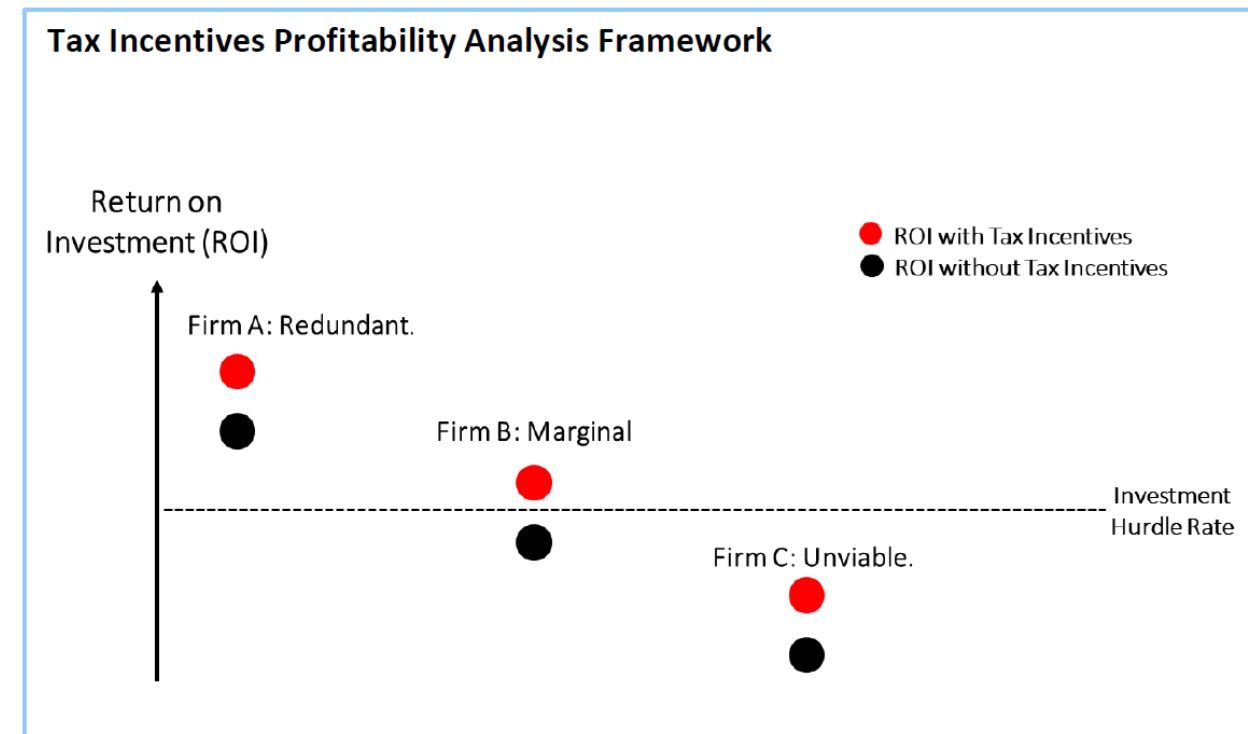 Tax Incentives Profitability Analysis Framework
Return on
Investment (ROI)
ROI with Tax Incentives
ROI without Tax Incentives
Firm A: Redundant.
Firm B: Marginal
Investment
Hurdle Rate
Firm C: Unviable.